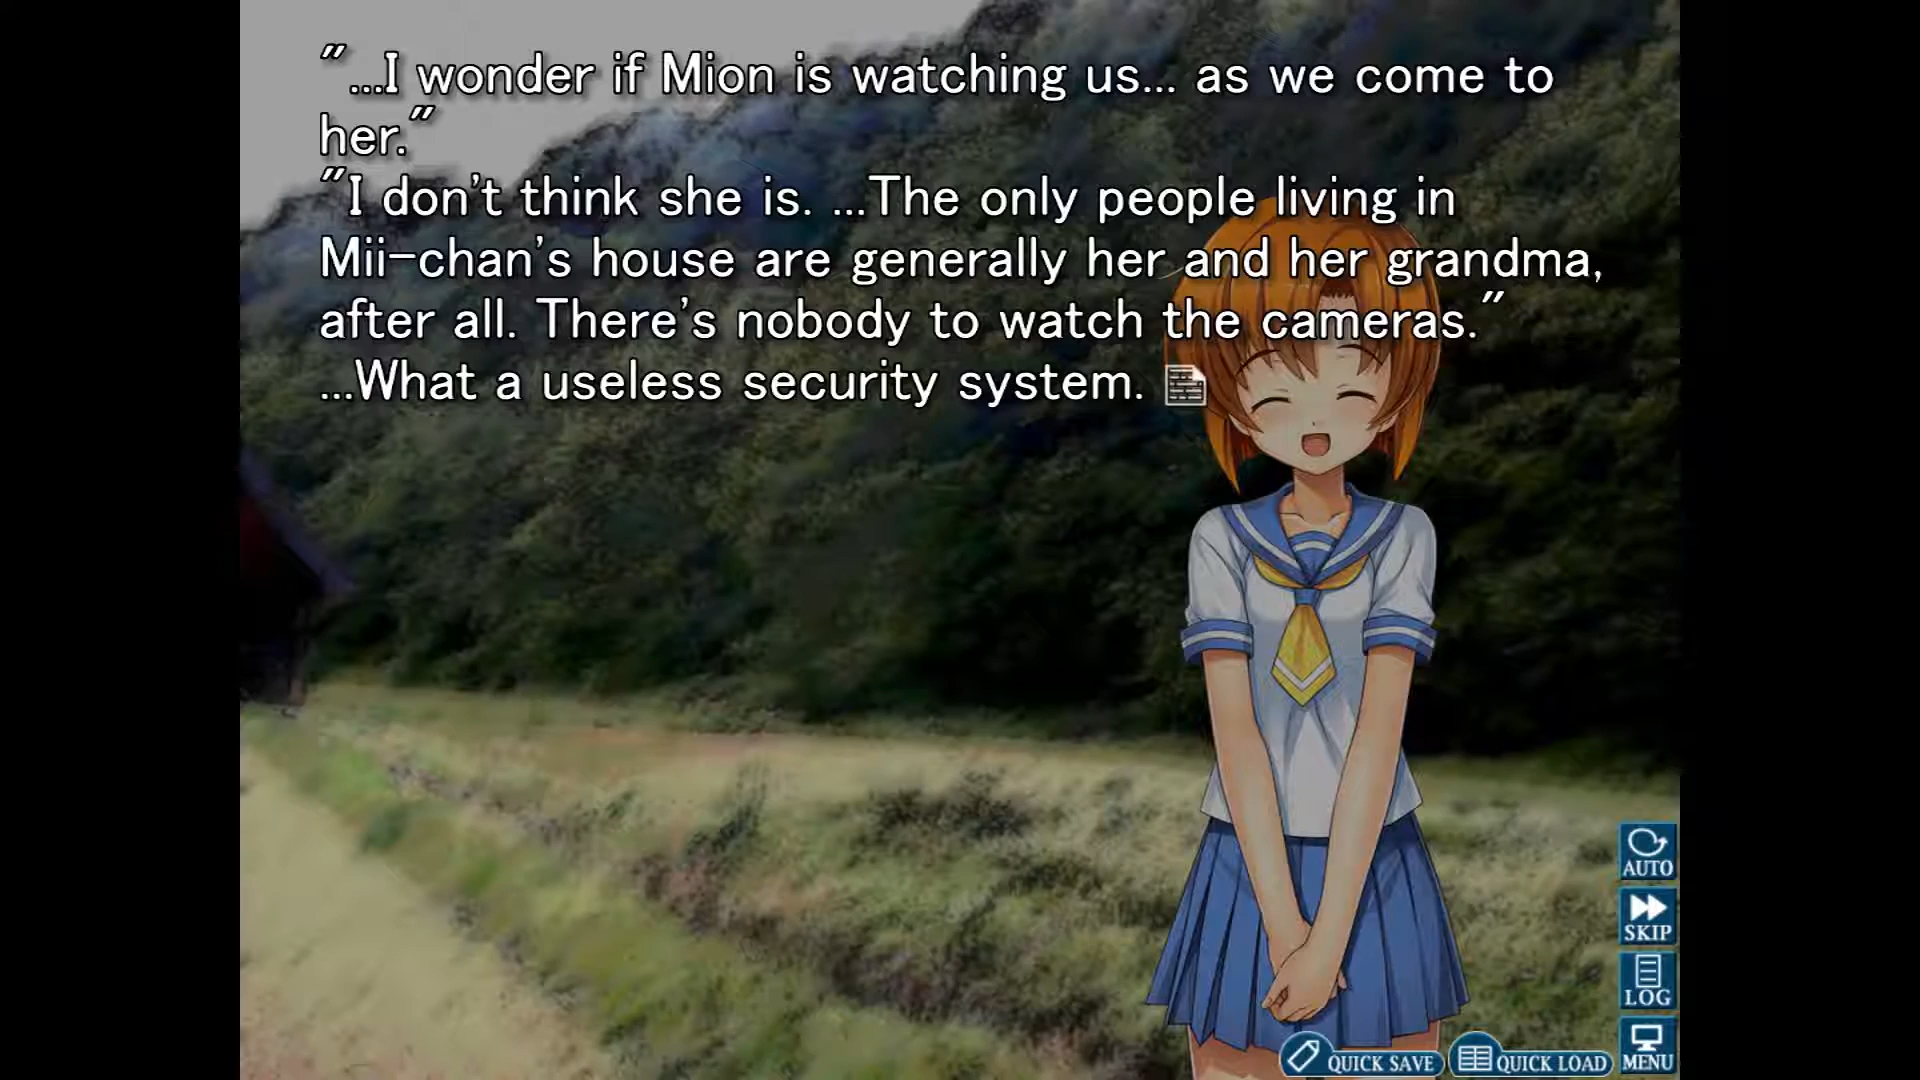 "...I wonder if Mion is watching us... as we come to
her."
"I don't think she is. ...The only people living in
Mii-chan's house are generally her and her grandma,
after all. There's nobody to watch the cameras."
...What a useless security system.
AUTO
SKIP
LOG
MENU
QUICK SAVE
QUICK LOAD